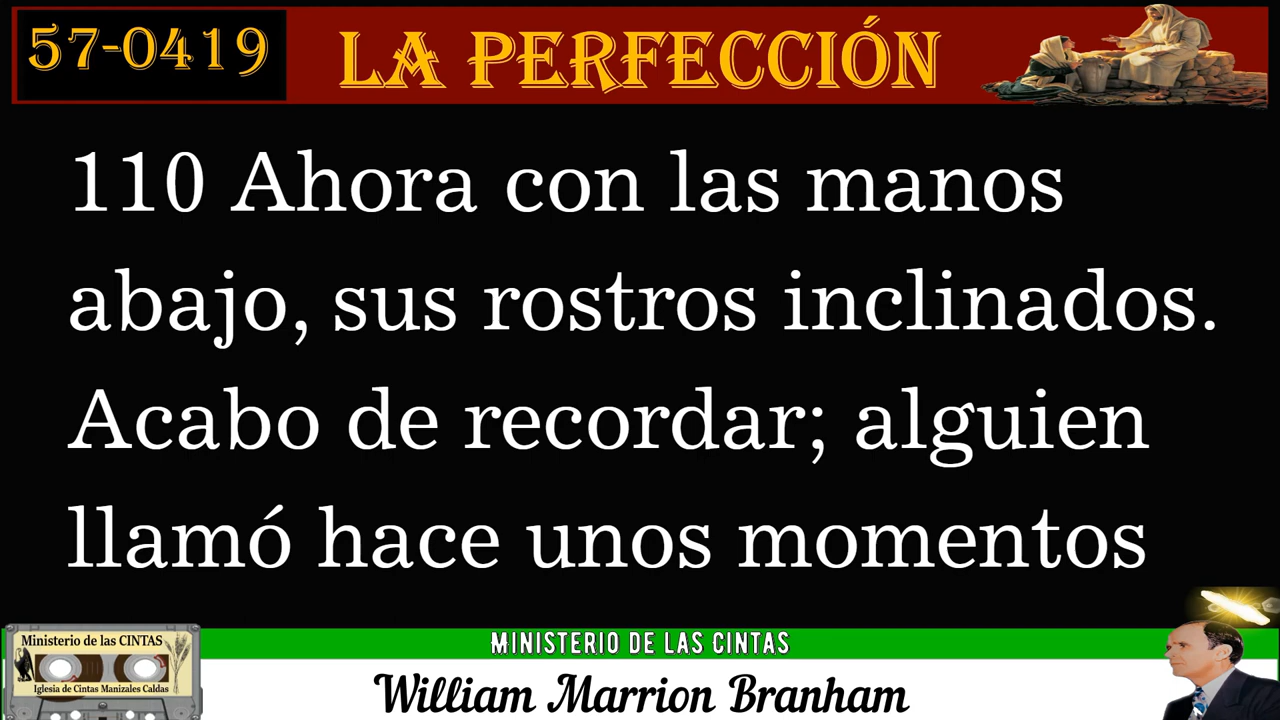 57-0419
LA PERFECCIÓN
110 Ahora con las manos
abajo, sus rostros inclinados.
Acabo de recordar; alguien
llamó hace unos momentos
Ministerio de las CINTAS
Iglesia de Cintas Manizales Caldas
MINISTERIO DE LAS CINTAS
William Marrion Branham